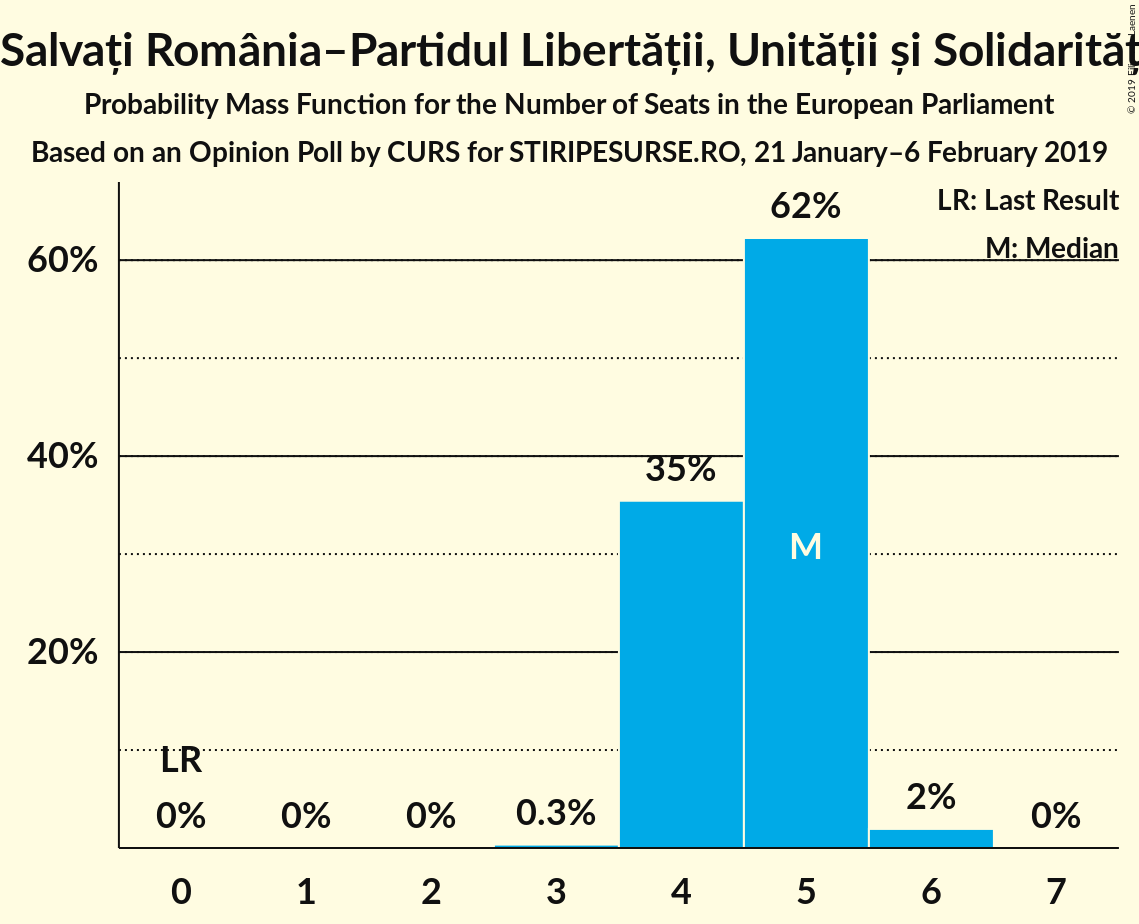 Salvați România–Partidul Libertății, Unității și Solidarităț
Probability Mass Function for the Number of Seats in the European Parliament
Based on an Opinion Poll by CURS for STIRIPESURSE.RO, 21 January–6 February 2019
© 2019
Laenen
LR: Last Result
M: Median
62%
60%
40%
35%
M
20%
LR
0%
0%
0%
0.3%
2%
0%
0
1
2
3
4
5
6
7